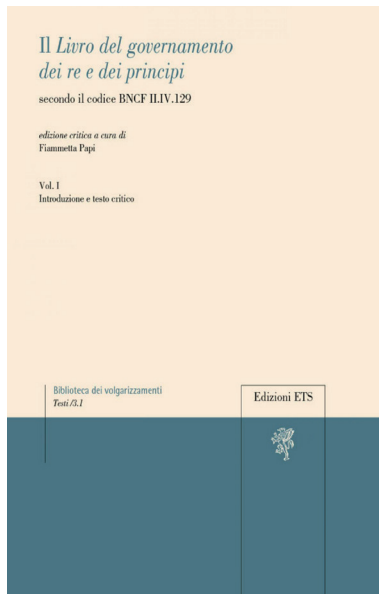 Il Livro del governamento
dei re e dei principi
secondo il codice BNCF II.IV.129
edizione critica a cura di
Fiammetta Papi
Vol. I
Introduzione e testo critico
Biblioteca dei volgarizzamenti
Testi/3.1
Edizioni ETS